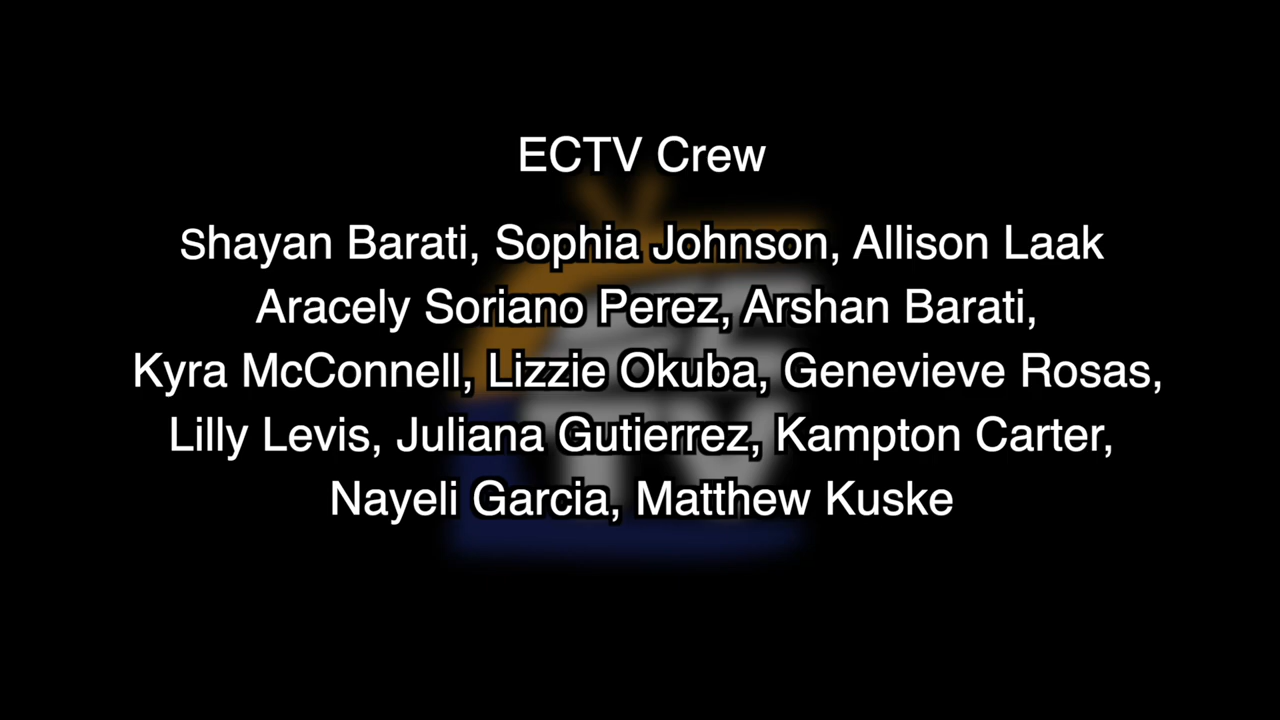 ECTV Crew
Shayan Barati, Sophia Johnson, Allison Laak
Aracely Soriano Perez, Arshan Barati,
Kyra McConnell, Lizzie Okuba, Genevieve Rosas,
Lilly Levis, Juliana Gutierrez, Kampton Carter,
Nayeli Garcia, Matthew Kuske